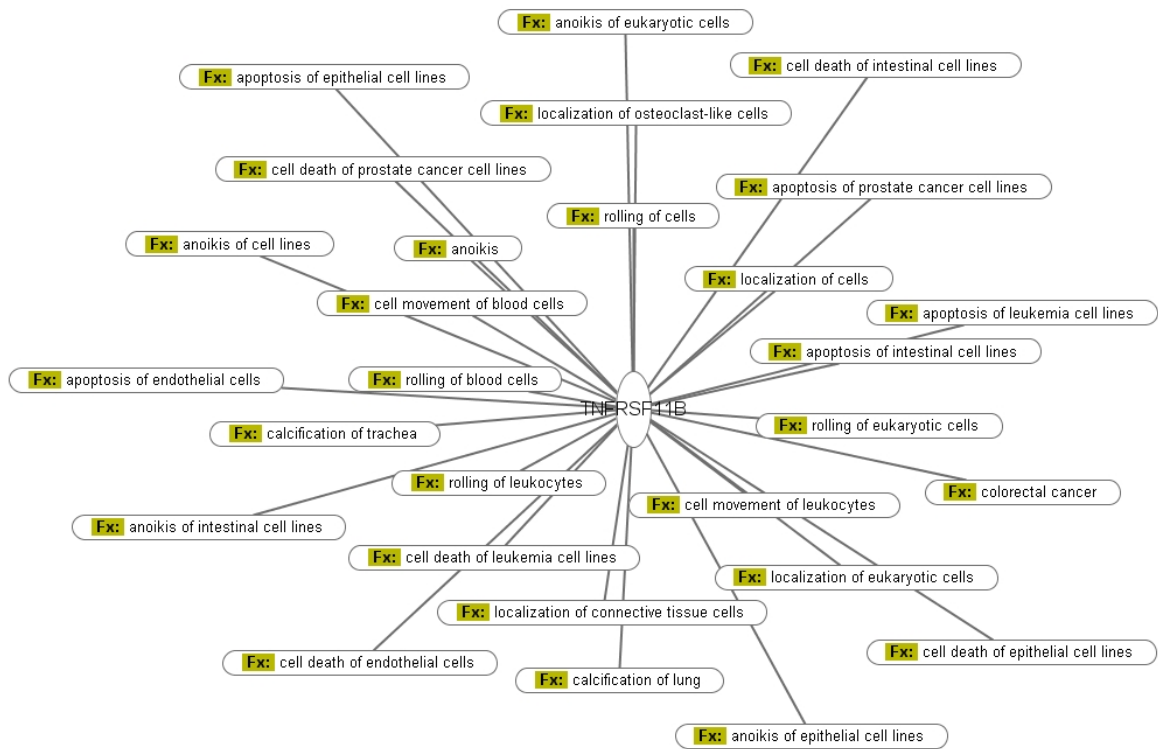 Fx: anoikis of eukaryotic cells
Fx: cell death of intestinal cell lines
Fx: apoptosis of epithelial cell lines
Fx: localization of osteoclast-like cells
Fx: cell death of prostate cancer cell lines
Fx: apoptosis of prostate cancer cell lines
Fx: rolling of cells
Fx: anoikis of cell lines
Fx: anoikis
Fx: localization of cells
Fx: cell movement of blood cells
Fx: apoptosis of leukemia cell lines
Fx: apoptosis of intestinal cell lines
Fx: apoptosis of endothelial cells
Fx: rolling of blood cells
TNFRSF11B
Fx: rolling of eukaryotic cells
Fx: calcification of trachea
Fx: rolling of leukocytes
Fx: colorectal cancer
Fx: cell movement of leukocytes
Fx: anoikis of intestinal cell lines
Fx: cell death of leukemia cell lines
Fx: localization of eukaryotic cells
Fx: localization of connective tissue cells
Fx: cell death of epithelial cell lines
Fx: cell death of endothelial cells
Fx: calcification of lung
Fx: anoikis of epithelial cell lines